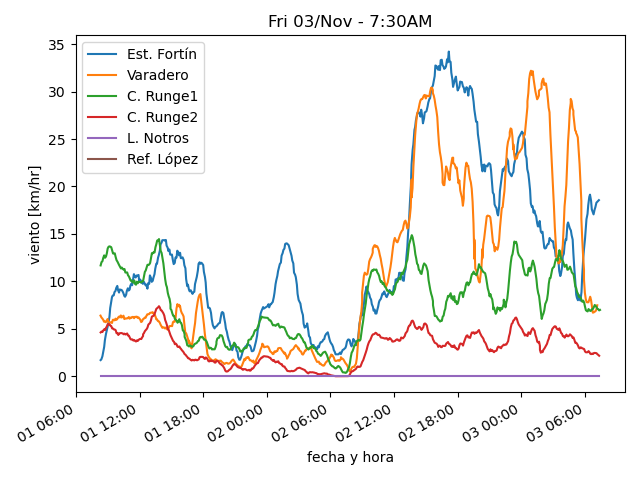 Fri 03/Nov - 7:30AM
viento [km/hr]
35
30
25
20
15
10
5
0
Est. Fortín
Varadero
C. Runge1
C. Runge2
L. Notros
Ref. López
01 06:00
01 12:00
01 18:00
02 00:00
02 06:00
02 12:00
02 18:00
03 00:00
03 06:00
fecha y hora